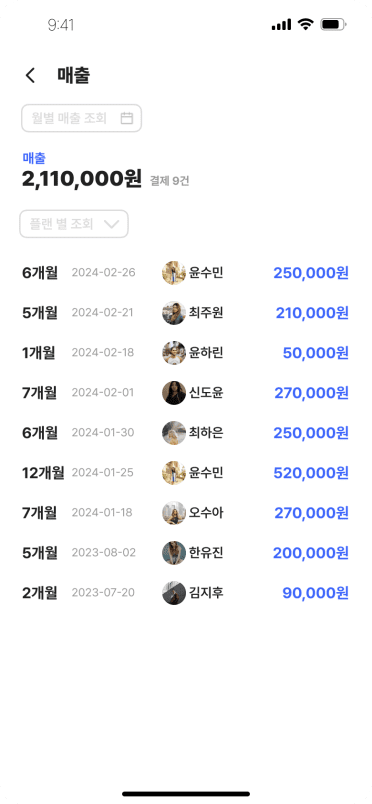 9:41
매출
월별 매출 조회
매출
2,110,000원 결제 9건
플랜 별 조회
6개월 2024-02-26 윤수민 250,000원
5개월 2024-02-21 최주원 210,000원
1개월 2024-02-18 윤하린 50,000원
7개월 2024-02-01 신도윤 270,000원
6개월 2024-01-30 최하은 250,000원
12개월 2024-01-25 윤수민 520,000원
7개월 2024-01-18 오수아 270,000원
5개월 2023-08-02 한유진 200,000원
2개월 2023-07-20 김지후 90,000원